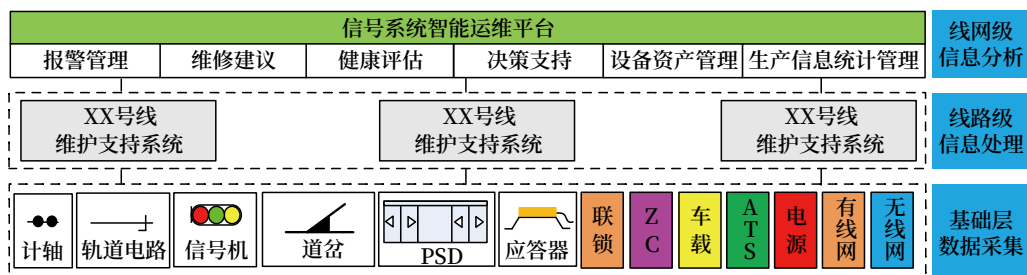 信号系统智能运维平台
报警管理 维修建议 健康评估 决策支持 设备资产管理 生产信息统计管理
线网级
信息分析
XX号线
维护支持系统
XX号线
维护支持系统
XX号线
维护支持系统
线路级
信息处理
计轴
轨道电路
信号机
道岔
PSD
应答器
联锁
ZC
车载
ATS
电源
有线网
无线网
基础层
数据采集